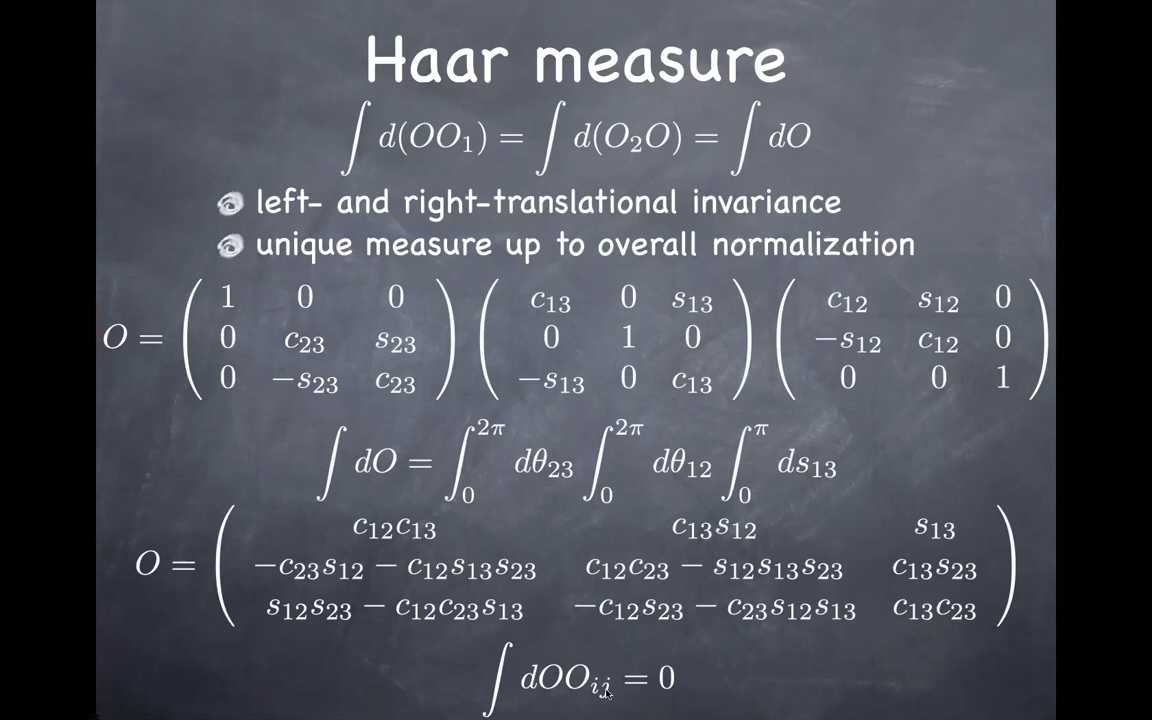 Haar measure
∫ d(OO₁) = ∫ d(O₂O) = ∫ dO
left- and right-translational invariance
unique measure up to overall normalization
O = ( 1 0 0 ; 0 c₂₃ s₂₃ ; 0 −s₂₃ c₂₃ ) ( c₁₃ 0 s₁₃ ; 0 1 0 ; −s₁₃ 0 c₁₃ ) ( c₁₂ s₁₂ 0 ; −s₁₂ c₁₂ 0 ; 0 0 1 )
∫ dO = ∫₀^{2π} dθ₂₃ ∫₀^{2π} dθ₁₂ ∫₀^{π} ds₁₃
O = ( c₁₂c₁₃ c₁₃s₁₂ s₁₃ ; −c₂₃s₁₂ − c₁₂s₁₃s₂₃ c₁₂c₂₃ − s₁₂s₁₃s₂₃ c₁₃s₂₃ ; s₁₂s₂₃ − c₁₂c₂₃s₁₃ −c₁₂s₂₃ − c₂₃s₁₂s₁₃ c₁₃c₂₃ )
∫ dOO_{ij} = 0